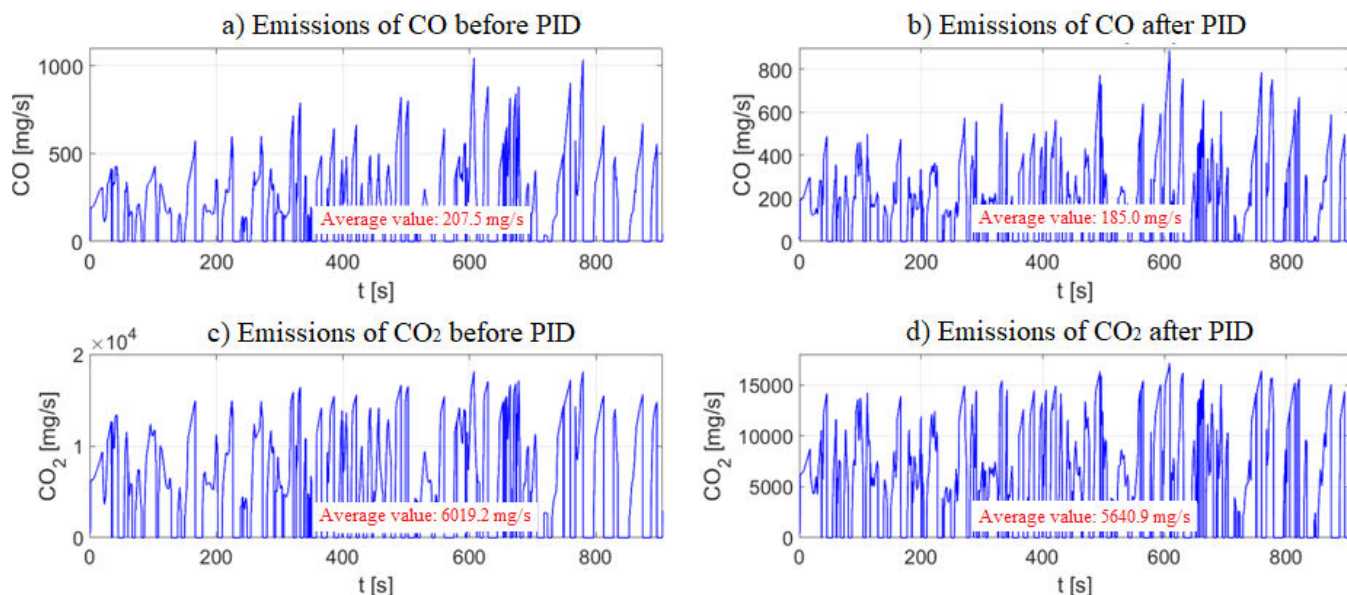 a) Emissions of CO before PID
CO [mg/s]
1000
500
0
Average value: 207.5 mg/s
0 200 400 600 800
t [s]
b) Emissions of CO after PID
CO [mg/s]
800
600
400
200
0
Average value: 185.0 mg/s
0 200 400 600 800
t [s]
c) Emissions of CO2 before PID
×10⁴
CO2 [mg/s]
2
1
0
Average value: 6019.2 mg/s
0 200 400 600 800
t [s]
d) Emissions of CO2 after PID
CO2 [mg/s]
15000
10000
5000
0
Average value: 5640.9 mg/s
0 200 400 600 800
t [s]